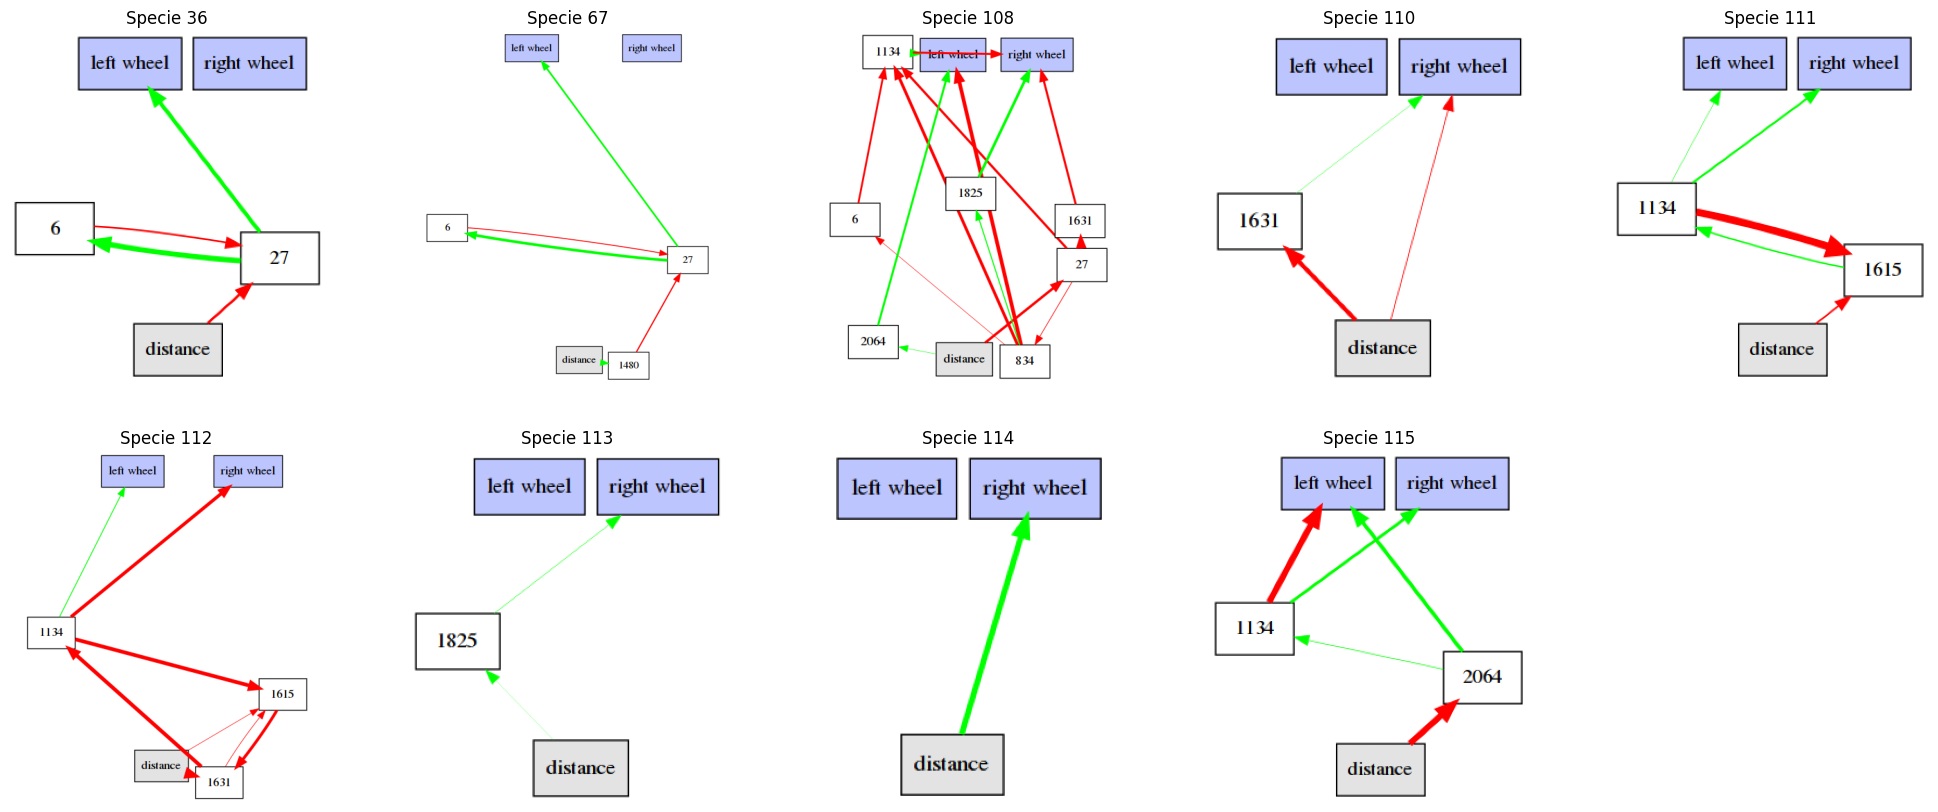 Specie 36
left wheel
right wheel
6
27
distance
Specie 67
left wheel
right wheel
6
27
distance
1480
Specie 108
1134
left wheel
right wheel
1825
6
1631
27
2064
distance
834
Specie 110
left wheel
right wheel
1631
distance
Specie 111
left wheel
right wheel
1134
1615
distance
Specie 112
left wheel
right wheel
1134
1615
distance
1631
Specie 113
left wheel
right wheel
1825
distance
Specie 114
left wheel
right wheel
distance
Specie 115
left wheel
right wheel
1134
2064
distance